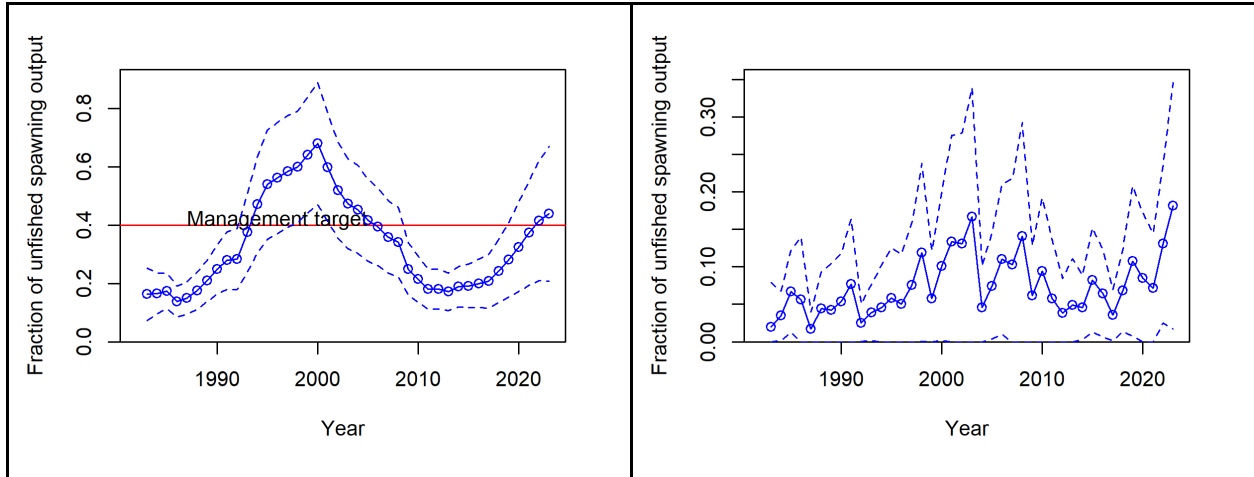 Fraction of unfished spawning output
0.8
0.6
0.4
0.2
0.0
Management target
1990 2000 2010 2020
Year
Fraction of unfished spawning output
0.30
0.20
0.10
0.00
1990 2000 2010 2020
Year